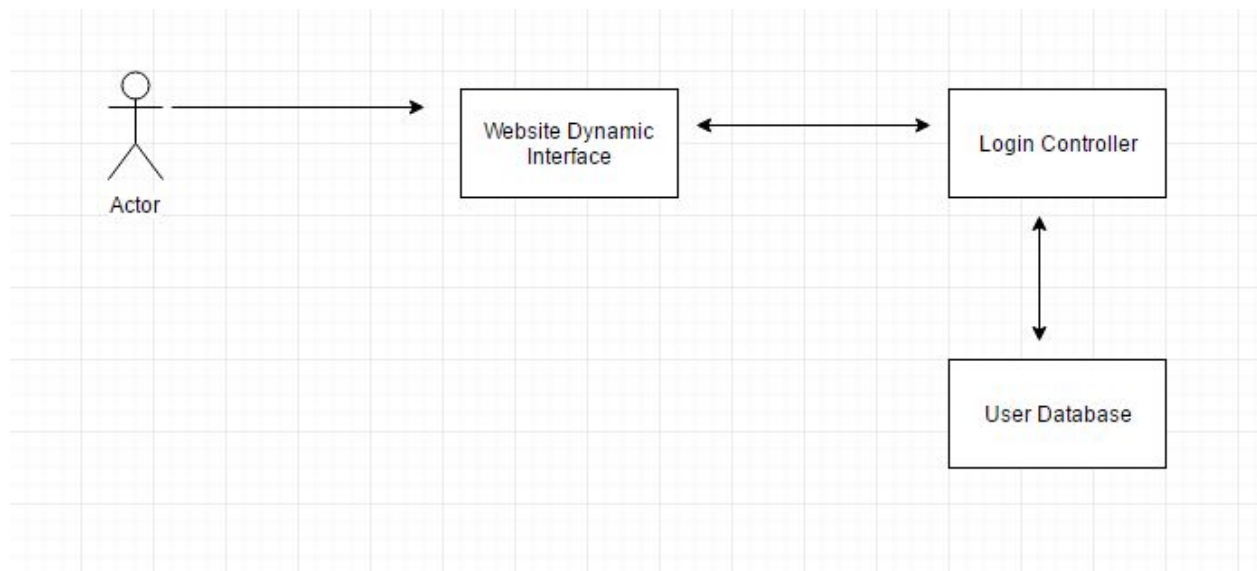 Website Dynamic
Interface
Login Controller
Actor
User Database